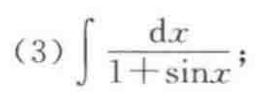 (3) ∫ dx/(1+sinx);